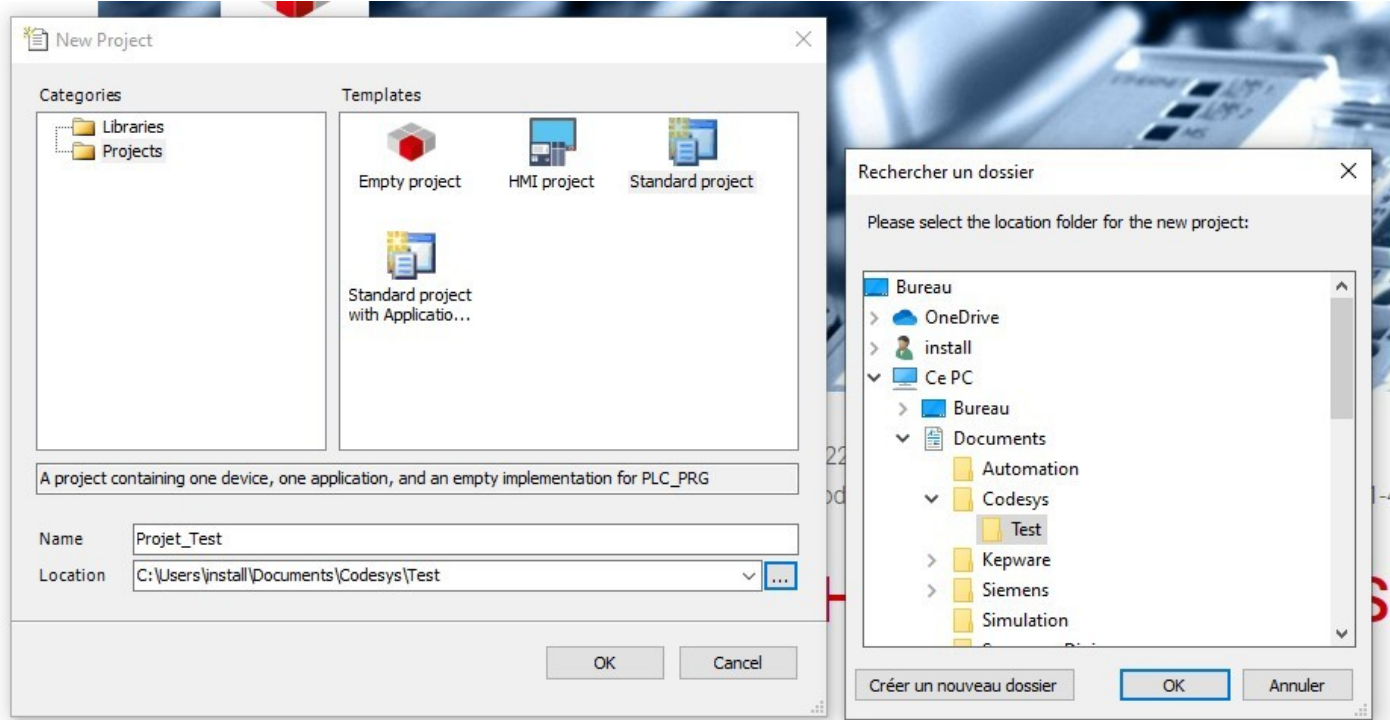 New Project
Categories
Libraries
Projects
Templates
Empty project
HMI project
Standard project
Standard project
with Applicatio...
A project containing one device, one application, and an empty implementation for PLC_PRG
Name
Projet_Test
Location
C:\Users\install\Documents\Codesys\Test
...
OK
Cancel
Rechercher un dossier
Please select the location folder for the new project:
Bureau
OneDrive
install
Ce PC
Bureau
Documents
Automation
Codesys
Test
Kepware
Siemens
Simulation
Créer un nouveau dossier
OK
Annuler